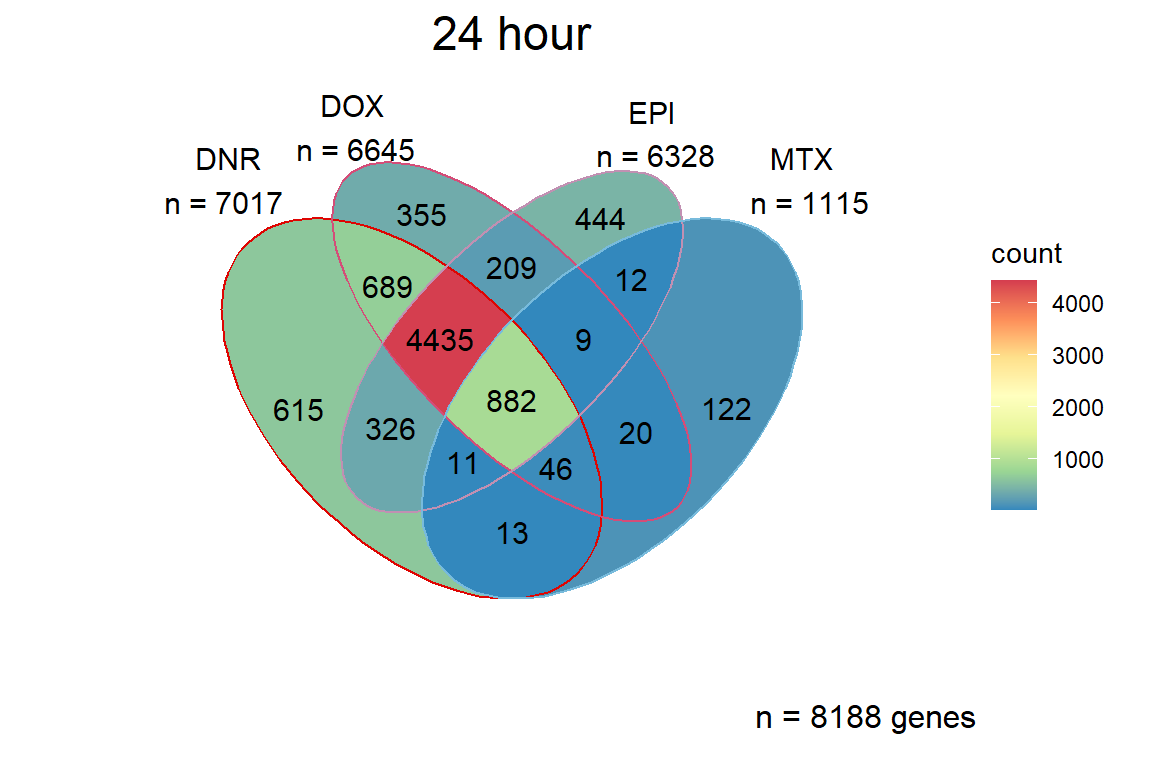 24 hour
DOX
n = 6645
EPI
n = 6328
DNR
n = 7017
MTX
n = 1115
355
444
209
12
689
4435
9
882
615
326
20
122
11
46
13
count
4000
3000
2000
1000
n = 8188 genes